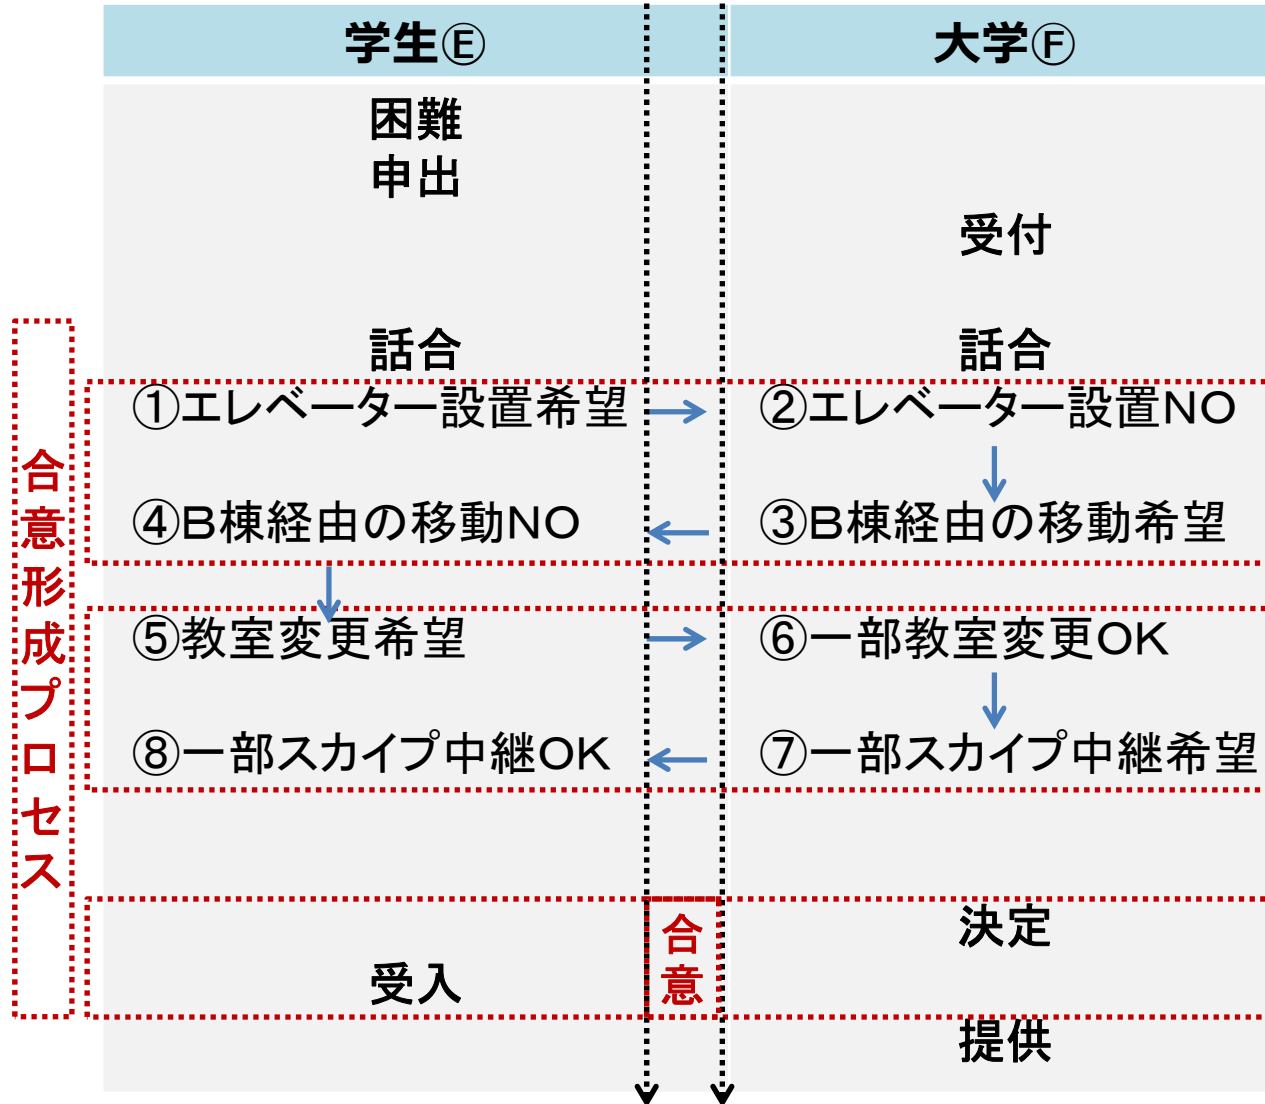 学生Ⓔ
大学Ⓕ
困難
申出
受付
話合
話合
①エレベーター設置希望
②エレベーター設置NO
④B棟経由の移動NO
③B棟経由の移動希望
⑤教室変更希望
⑥一部教室変更OK
⑧一部スカイプ中継OK
⑦一部スカイプ中継希望
合意形成プロセス
決定
合意
受入
提供